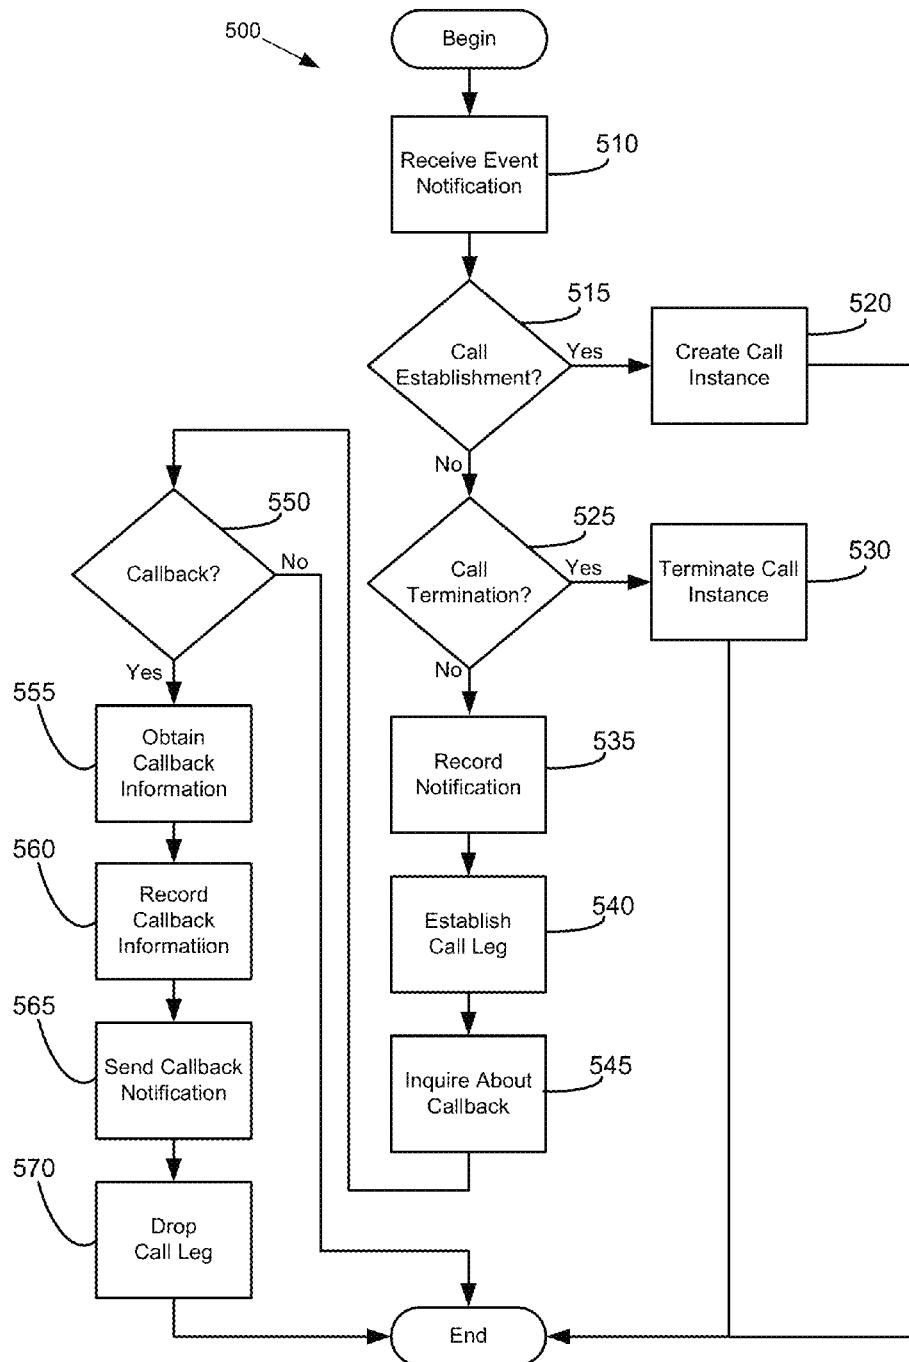 500
Begin
Receive Event
Notification
510
Call
Establishment?
515
Yes
No
Create Call
Instance
520
Call
Termination?
525
Yes
No
Terminate Call
Instance
530
Record
Notification
535
Establish
Call Leg
540
Inquire About
Callback
545
Callback?
550
No
Yes
Obtain
Callback
Information
555
Record
Callback
Informatiion
560
Send Callback
Notification
565
Drop
Call Leg
570
End